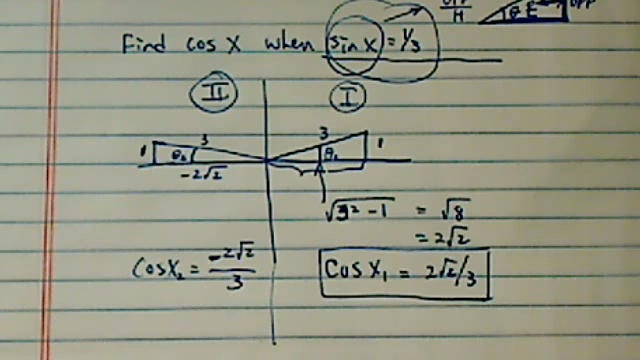 OPP
H
θ
OPP
Find cos X when sin X = 1/3
II I
1 3 θ₂ -2√2
3 1 θ₁
√3² - 1 = √8
= 2√2
Cos X₂ = -2√2/3
Cos X₁ = 2√2/3